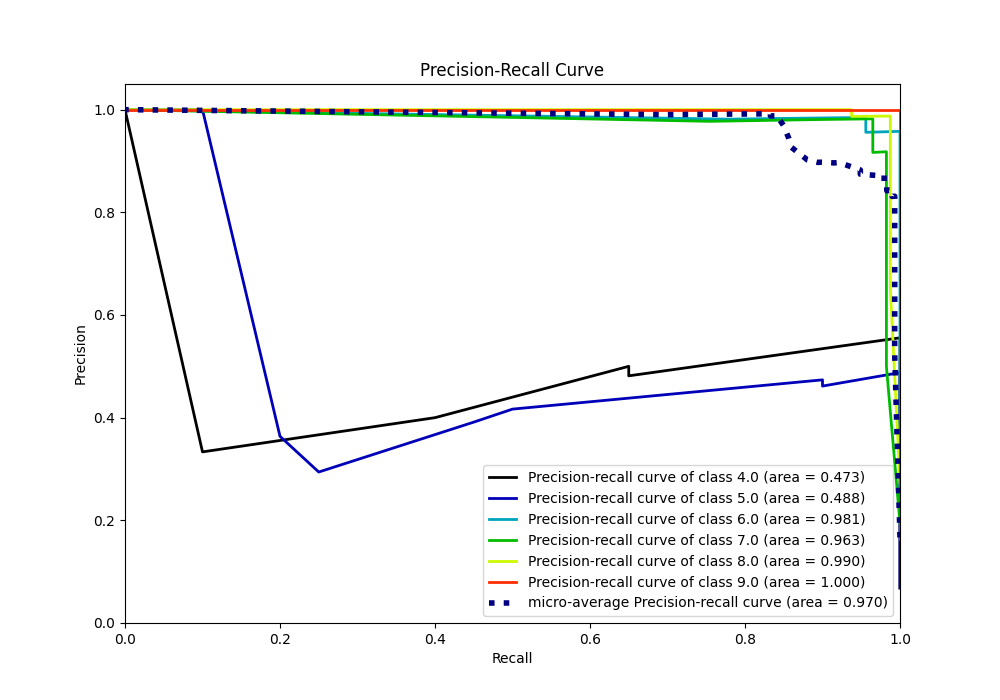 Precision-Recall Curve
1.0
0.8
0.6
0.4
0.2
0.0
Precision
0.0 0.2 0.4 0.6 0.8 1.0
Recall
Precision-recall curve of class 4.0 (area = 0.473)
Precision-recall curve of class 5.0 (area = 0.488)
Precision-recall curve of class 6.0 (area = 0.981)
Precision-recall curve of class 7.0 (area = 0.963)
Precision-recall curve of class 8.0 (area = 0.990)
Precision-recall curve of class 9.0 (area = 1.000)
micro-average Precision-recall curve (area = 0.970)